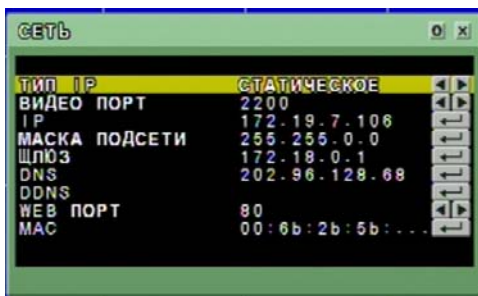 СЕТЬ
ТИП IP СТАТИЧЕСКОЕ
ВИДЕО ПОРТ 2200
IP 172.19.7.106
МАСКА ПОДСЕТИ 255.255.0.0
ШЛЮЗ 172.18.0.1
DNS 202.96.128.68
DDNS
WEB ПОРТ 80
MAC 00:6b:2b:5b:...